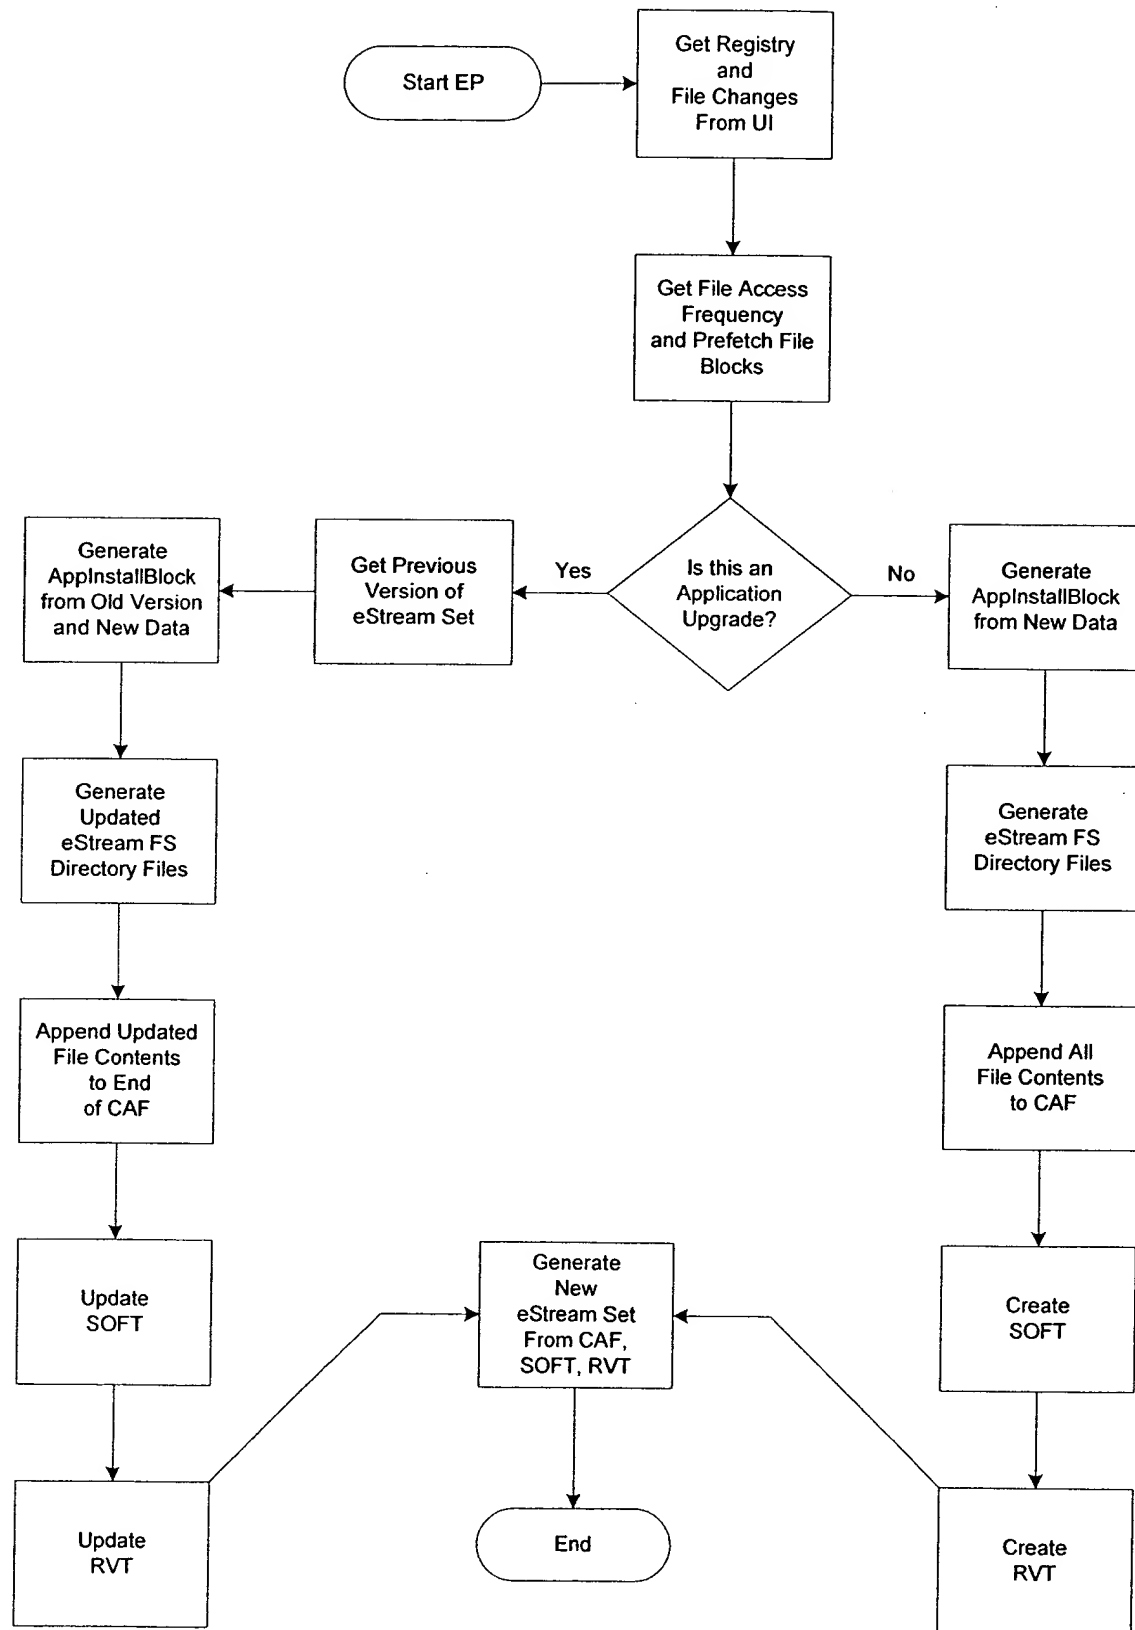 Start EP
Get Registry
and
File Changes
From UI
Get File Access
Frequency
and Prefetch File
Blocks
Is this an
Application
Upgrade?
Yes
No
Get Previous
Version of
eStream Set
Generate
AppInstallBlock
from Old Version
and New Data
Generate
Updated
eStream FS
Directory Files
Append Updated
File Contents
to End
of CAF
Update
SOFT
Update
RVT
Generate
AppInstallBlock
from New Data
Generate
eStream FS
Directory Files
Append All
File Contents
to CAF
Create
SOFT
Create
RVT
Generate
New
eStream Set
From CAF,
SOFT, RVT
End